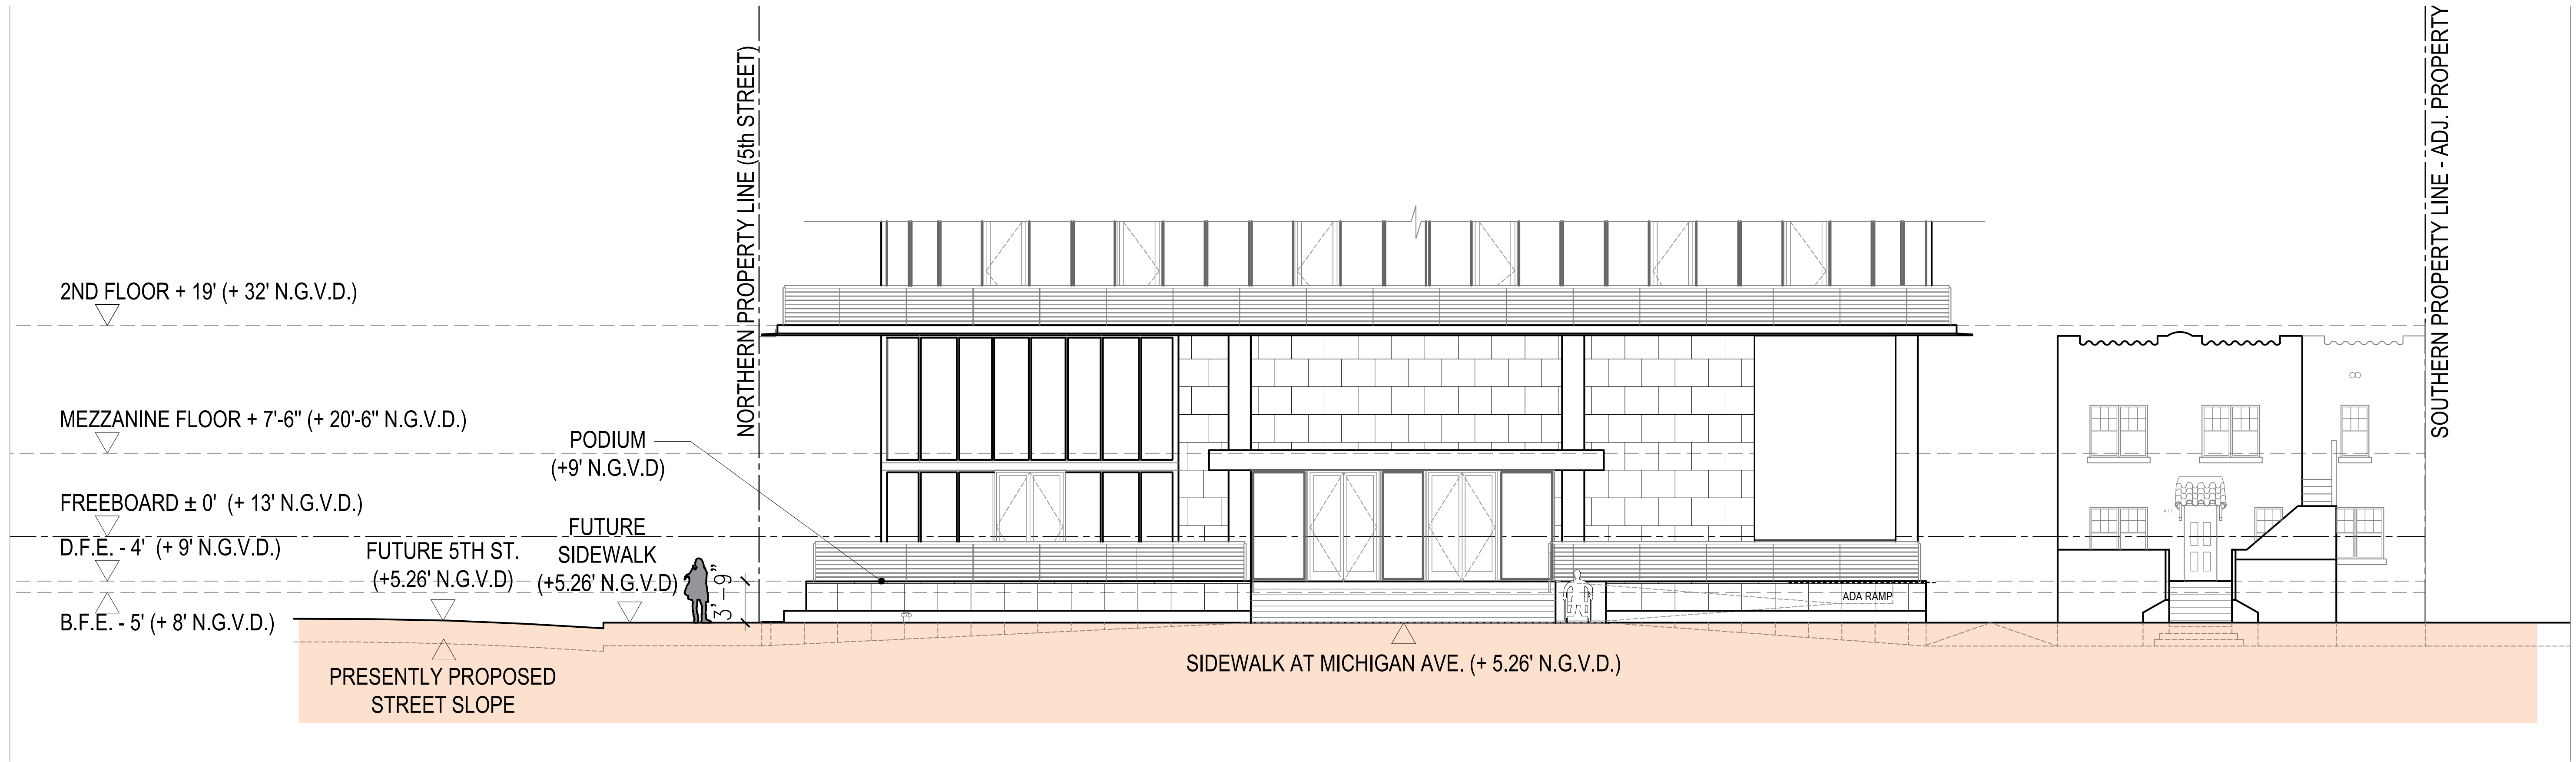 NORTHERN PROPERTY LINE (5th STREET)
SOUTHERN PROPERTY LINE - ADJ. PROPERTY
2ND FLOOR + 19' (+ 32' N.G.V.D.)
MEZZANINE FLOOR + 7'-6" (+ 20'-6" N.G.V.D.)
PODIUM
(+9' N.G.V.D)
FREEBOARD ± 0' (+ 13' N.G.V.D.)
D.F.E. - 4' (+ 9' N.G.V.D.)
FUTURE 5TH ST.
(+5.26' N.G.V.D)
FUTURE
SIDEWALK
(+5.26' N.G.V.D)
3'-9"
B.F.E. - 5' (+ 8' N.G.V.D.)
ADA RAMP
PRESENTLY PROPOSED
STREET SLOPE
SIDEWALK AT MICHIGAN AVE. (+ 5.26' N.G.V.D.)